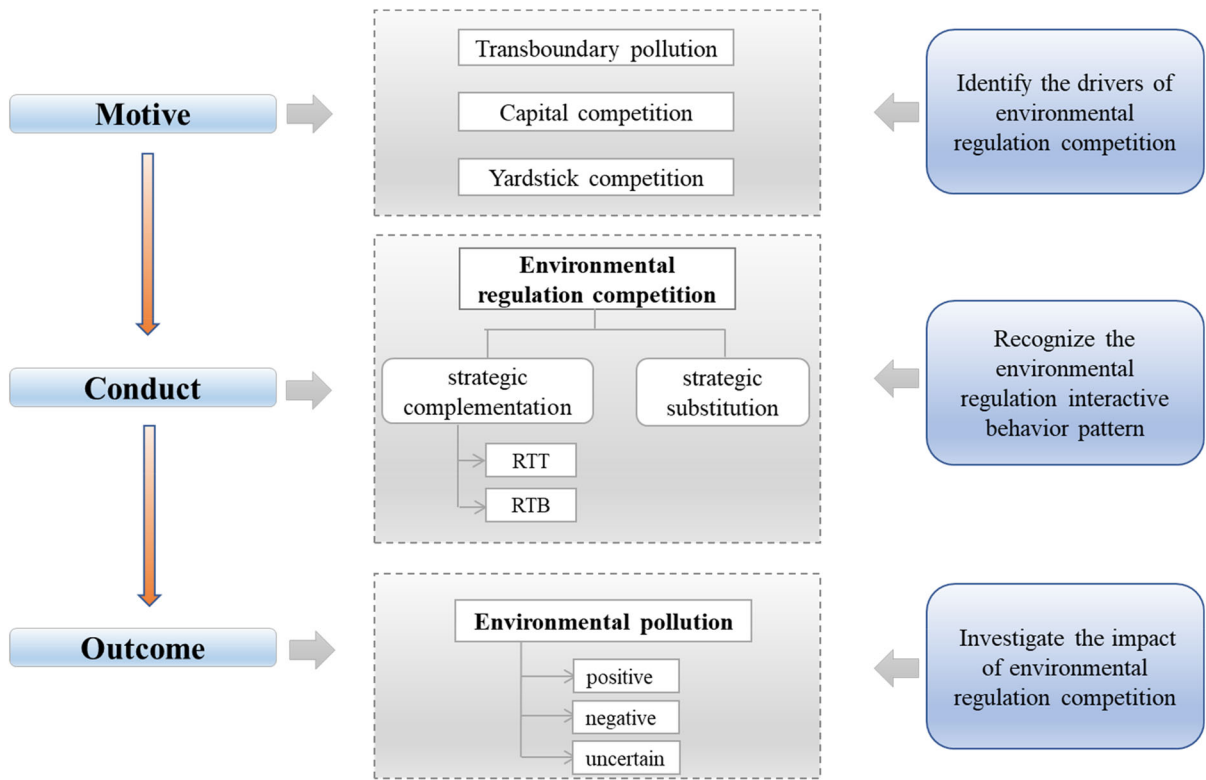 Motive
Transboundary pollution
Capital competition
Yardstick competition
Identify the drivers of
environmental
regulation competition
Conduct
Environmental
regulation competition
strategic
complementation
strategic
substitution
RTT
RTB
Recognize the
environmental
regulation interactive
behavior pattern
Outcome
Environmental pollution
positive
negative
uncertain
Investigate the impact
of environmental
regulation competition